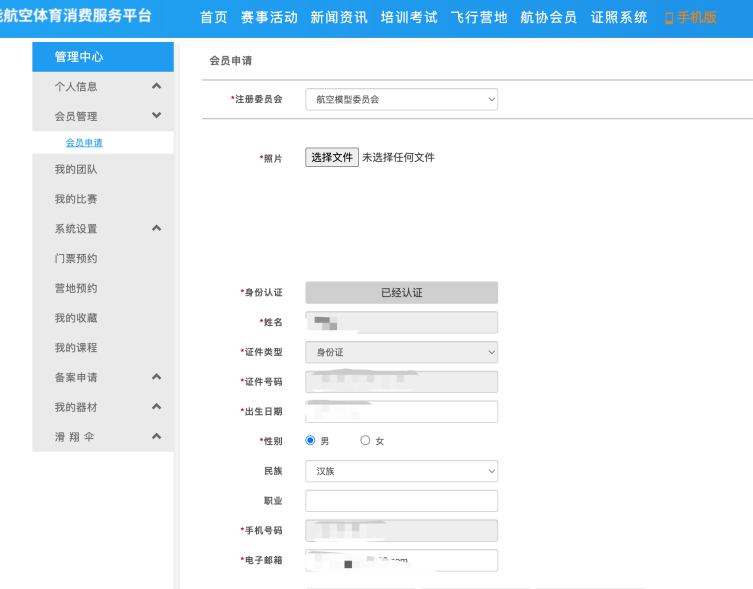 航空体育消费服务平台
首页 赛事活动 新闻资讯 培训考试 飞行营地 航协会员 证照系统 手机版
管理中心
个人信息
会员管理
会员申请
我的团队
我的比赛
系统设置
门票预约
营地预约
我的收藏
我的课程
备案申请
我的器材
滑 翔 伞
会员申请
*注册委员会 航空模型委员会
*照片 选择文件 未选择任何文件
*身份认证 已经认证
*姓名
*证件类型 身份证
*证件号码
*出生日期
*性别 男 女
民族 汉族
职业
*手机号码
*电子邮箱